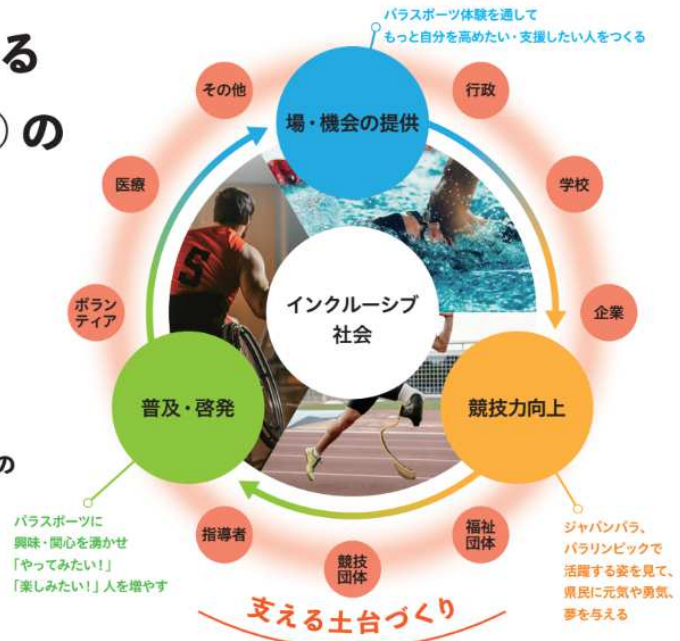 る
の
の
パラスポーツ体験を通して
もっと自分を高めたい・支援したい人をつくる
その他
行政
場・機会の提供
医療
学校
ボラン
ティア
企業
インクルーシブ
社会
普及・啓発
競技力向上
パラスポーツに
興味・関心を湧かせ
「やってみたい!」
「楽しみたい!」人を増やす
指導者
競技
団体
福祉
団体
ジャパンパラ、
パラリンピックで
活躍する姿を見て、
県民に元気や勇気、
夢を与える
支える土台づくり